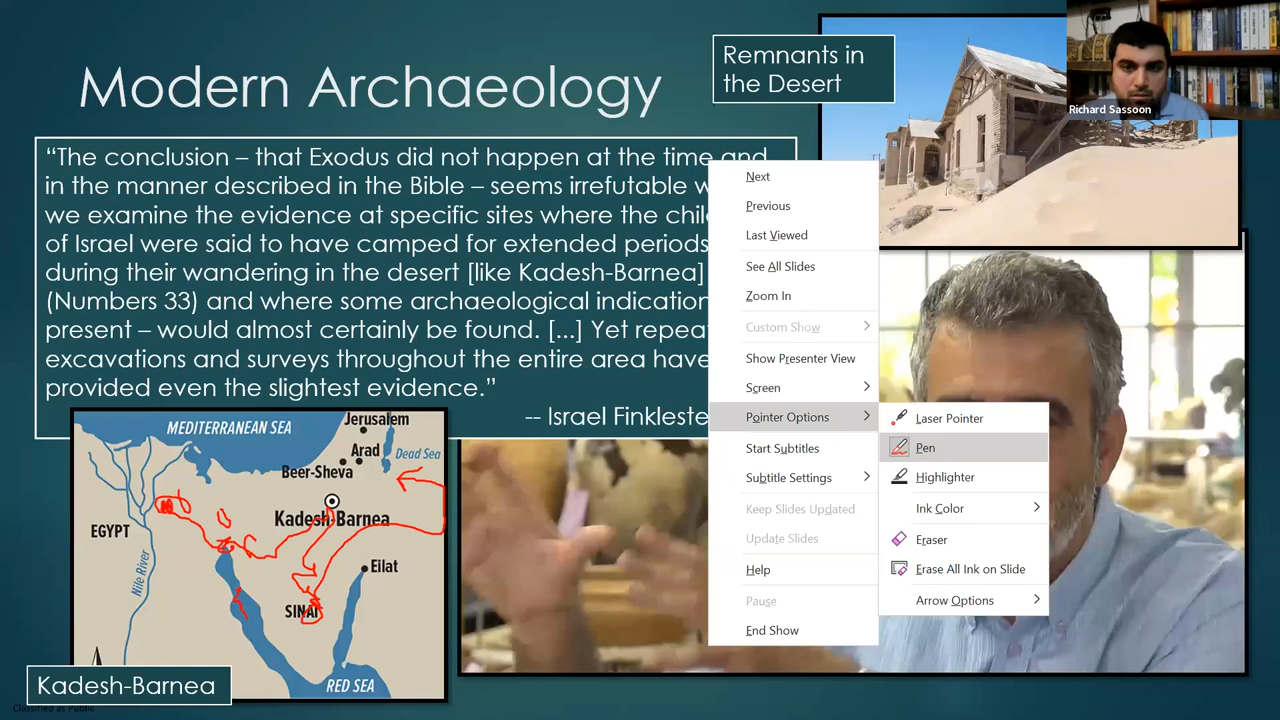 Modern Archaeology
Remnants in
the Desert
Richard Sassoon
“The conclusion – that Exodus did not happen at the time and
in the manner described in the Bible – seems irrefutable
we examine the evidence at specific sites where the
of Israel were said to have camped for extended periods
during their wandering in the desert [like Kadesh-Barnea]
(Numbers 33) and where some archaeological
present – would almost certainly be found. [...] Yet
excavations and surveys throughout the entire area have
provided even the slightest evidence.”
-- Israel
Next
Previous
Last Viewed
See All Slides
Zoom In
Custom Show
Show Presenter View
Screen
Pointer Options
Start Subtitles
Subtitle Settings
Keep Slides Updated
Update Slides
Help
Pause
End Show
Laser Pointer
Pen
Highlighter
Ink Color
Eraser
Erase All Ink on Slide
Arrow Options
MEDITERRANEAN SEA
Jerusalem
Arad
Dead Sea
Beer-Sheva
Kadesh-Barnea
EGYPT
Nile River
Eilat
SINAI
RED SEA
Kadesh-Barnea
Classified as Public